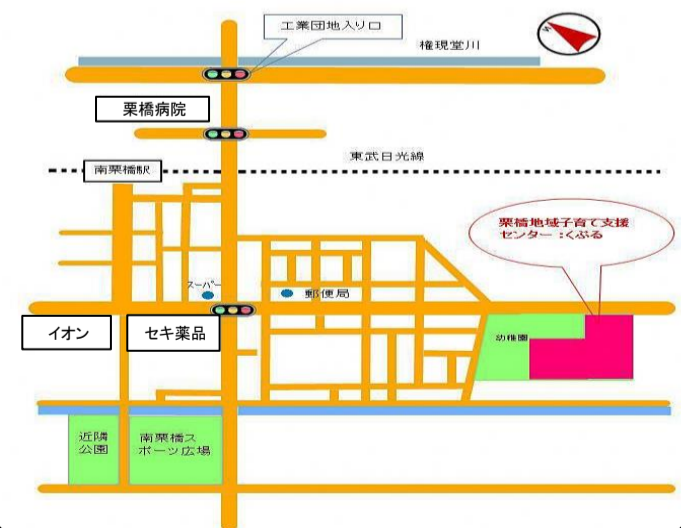 工業団地入り口
権現堂川
栗橋病院
東武日光線
南栗橋駅
栗橋地域子育て支援
センター :くぷる
スーパー
郵便局
イオン
セキ薬品
幼稚園
近隣
公園
南栗橋ス
ポーツ広場